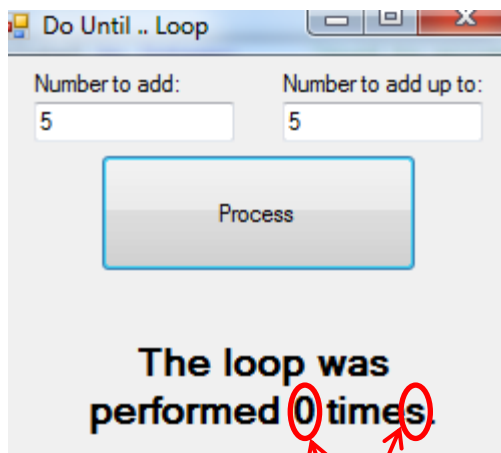 Do Until .. Loop
Number to add: Number to add up to:
5 5
Process
The loop was
performed 0 times.